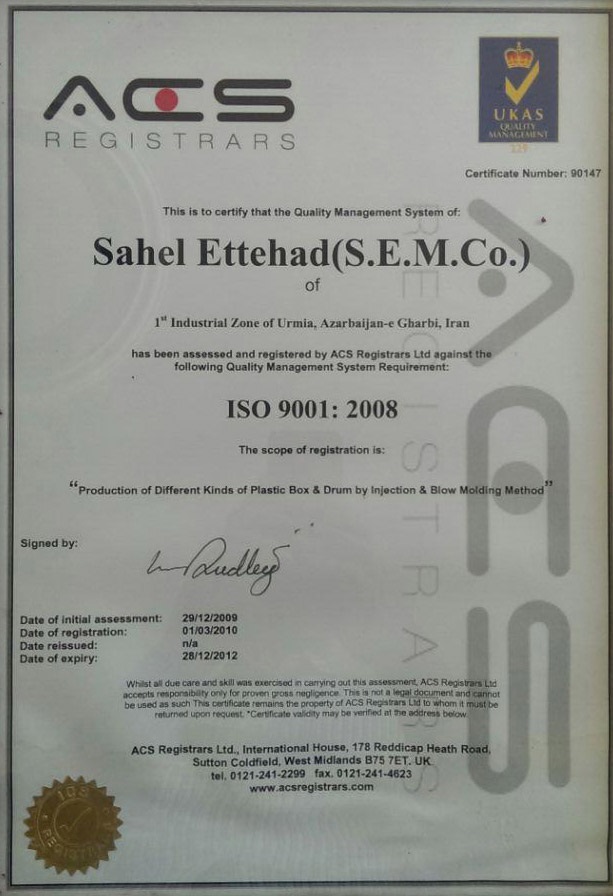 ACS
REGISTRARS
UKAS
QUALITY
MANAGEMENT
Certificate Number: 90147
This is to certify that the Quality Management System of:
Sahel Ettehad(S.E.M.Co.)
of
1st Industrial Zone of Urmia, Azarbaijan-e Gharbi, Iran
has been assessed and registered by ACS Registrars Ltd against the
following Quality Management System Requirement:
ISO 9001: 2008
The scope of registration is:
“Production of Different Kinds of Plastic Box & Drum by Injection & Blow Molding Method”
Signed by:
Date of initial assessment: 29/12/2009
Date of registration: 01/03/2010
Date reissued: n/a
Date of expiry: 28/12/2012
Whilst all due care and skill was exercised in carrying out this assessment, ACS Registrars Ltd
accepts responsibility only for proven gross negligence. This is not a legal document and cannot
be used as such This certificate remains the property of ACS Registrars Ltd to whom it must be
returned upon request. *Certificate validity may be verified at the address below.
ACS Registrars Ltd., International House, 178 Reddicap Heath Road,
Sutton Coldfield, West Midlands B75 7ET. UK
tel. 0121-241-2299 fax. 0121-241-4623
www.acsregistrars.com
ACS
REGISTRARS